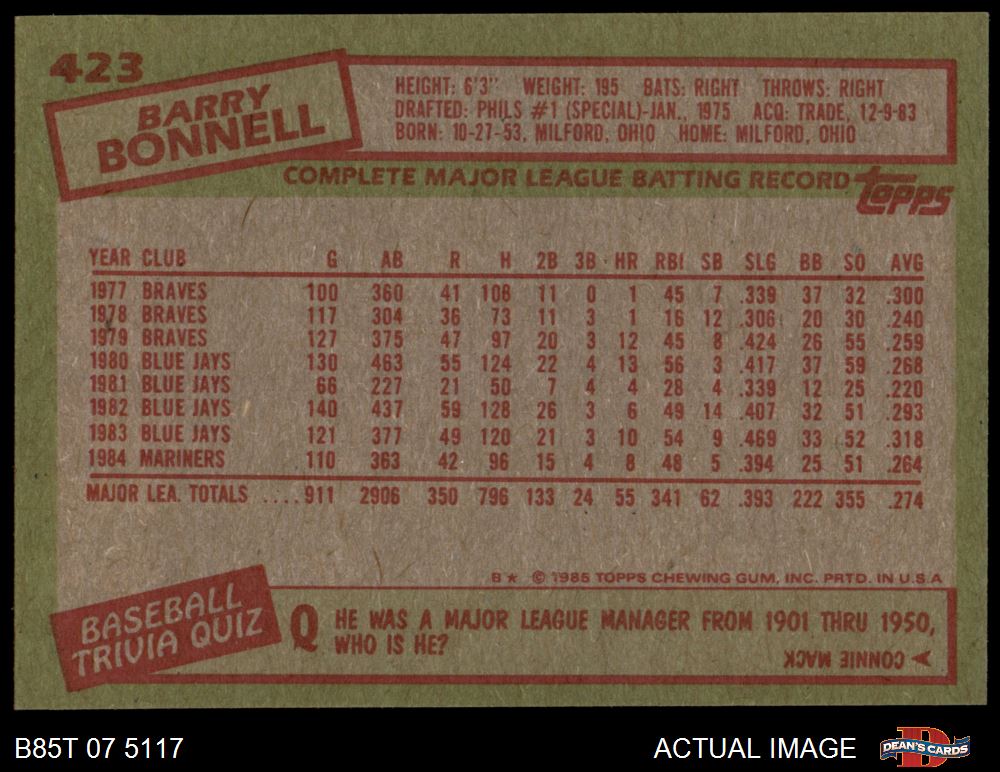 423
BARRY
BONNELL
HEIGHT: 6'3" WEIGHT: 195 BATS: RIGHT THROWS: RIGHT
DRAFTED: PHILS #1 (SPECIAL)-JAN., 1975 ACQ: TRADE, 12-9-83
BORN: 10-27-53, MILFORD, OHIO HOME: MILFORD, OHIO
COMPLETE MAJOR LEAGUE BATTING RECORD
topps
YEAR CLUB G AB R H 2B 3B HR RBI SB SLG BB SO AVG
1977 BRAVES 100 360 41 108 11 0 1 45 7 .339 37 32 .300
1978 BRAVES 117 304 36 73 11 3 1 16 12 .306 20 30 .240
1979 BRAVES 127 375 47 97 20 3 12 45 8 .424 26 55 .259
1980 BLUE JAYS 130 463 55 124 22 4 13 56 3 .417 37 59 .268
1981 BLUE JAYS 66 227 21 50 7 4 4 28 4 .339 12 25 .220
1982 BLUE JAYS 140 437 59 128 26 3 6 49 14 .407 32 51 .293
1983 BLUE JAYS 121 377 49 120 21 3 10 54 9 .469 33 52 .318
1984 MARINERS 110 363 42 96 15 4 8 48 5 .394 25 51 .264
MAJOR LEA. TOTALS ....911 2906 350 796 133 24 55 341 62 .393 222 355 .274
B★ © 1985 TOPPS CHEWING GUM, INC. PRTD. IN U.S.A
BASEBALL
TRIVIA QUIZ
Q HE WAS A MAJOR LEAGUE MANAGER FROM 1901 THRU 1950,
WHO IS HE?
CONNIE MACK
B85T 07 5117
ACTUAL IMAGE
D
DEAN'S CARDS